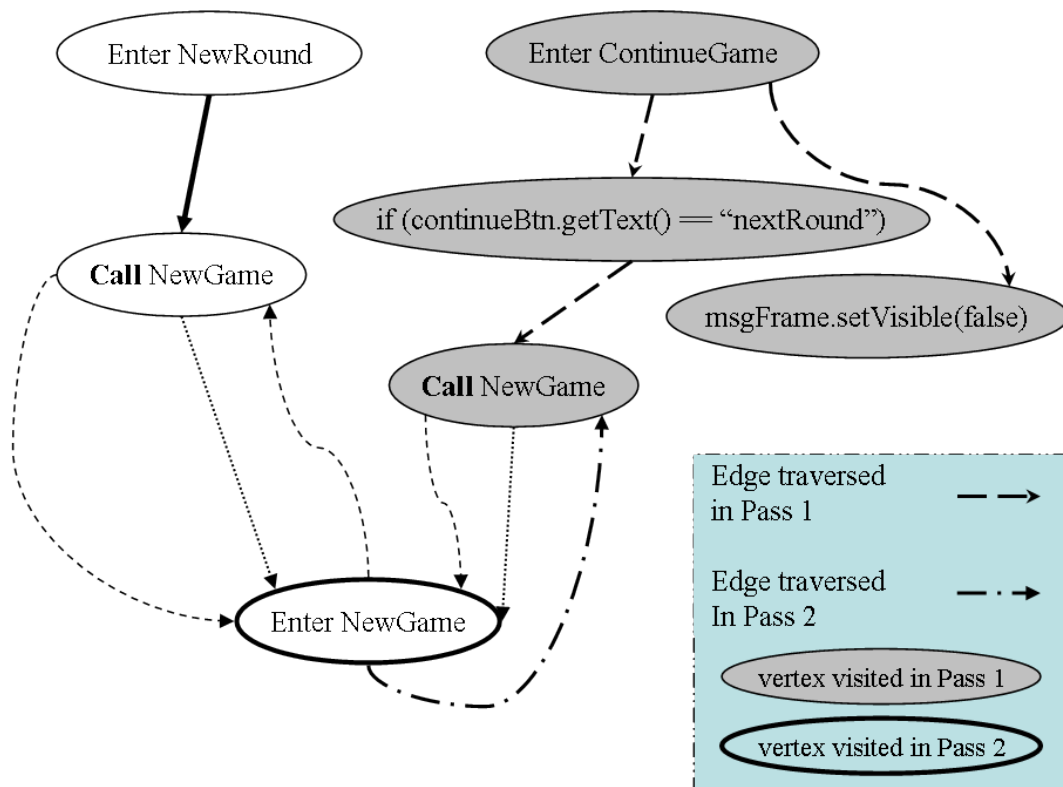 Enter NewRound
Enter ContinueGame
if (continueBtn.getText() == “nextRound”)
Call NewGame
msgFrame.setVisible(false)
Call NewGame
Enter NewGame
Edge traversed
in Pass 1
Edge traversed
In Pass 2
vertex visited in Pass 1
vertex visited in Pass 2